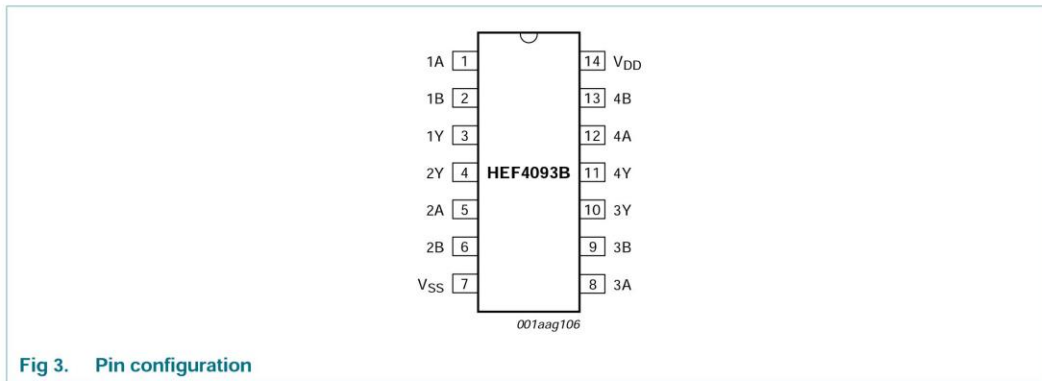 1A 1 14 VDD
1B 2 13 4B
1Y 3 12 4A
2Y 4 HEF4093B 11 4Y
2A 5 10 3Y
2B 6 9 3B
VSS 7 8 3A
001aag106
Fig 3. Pin configuration